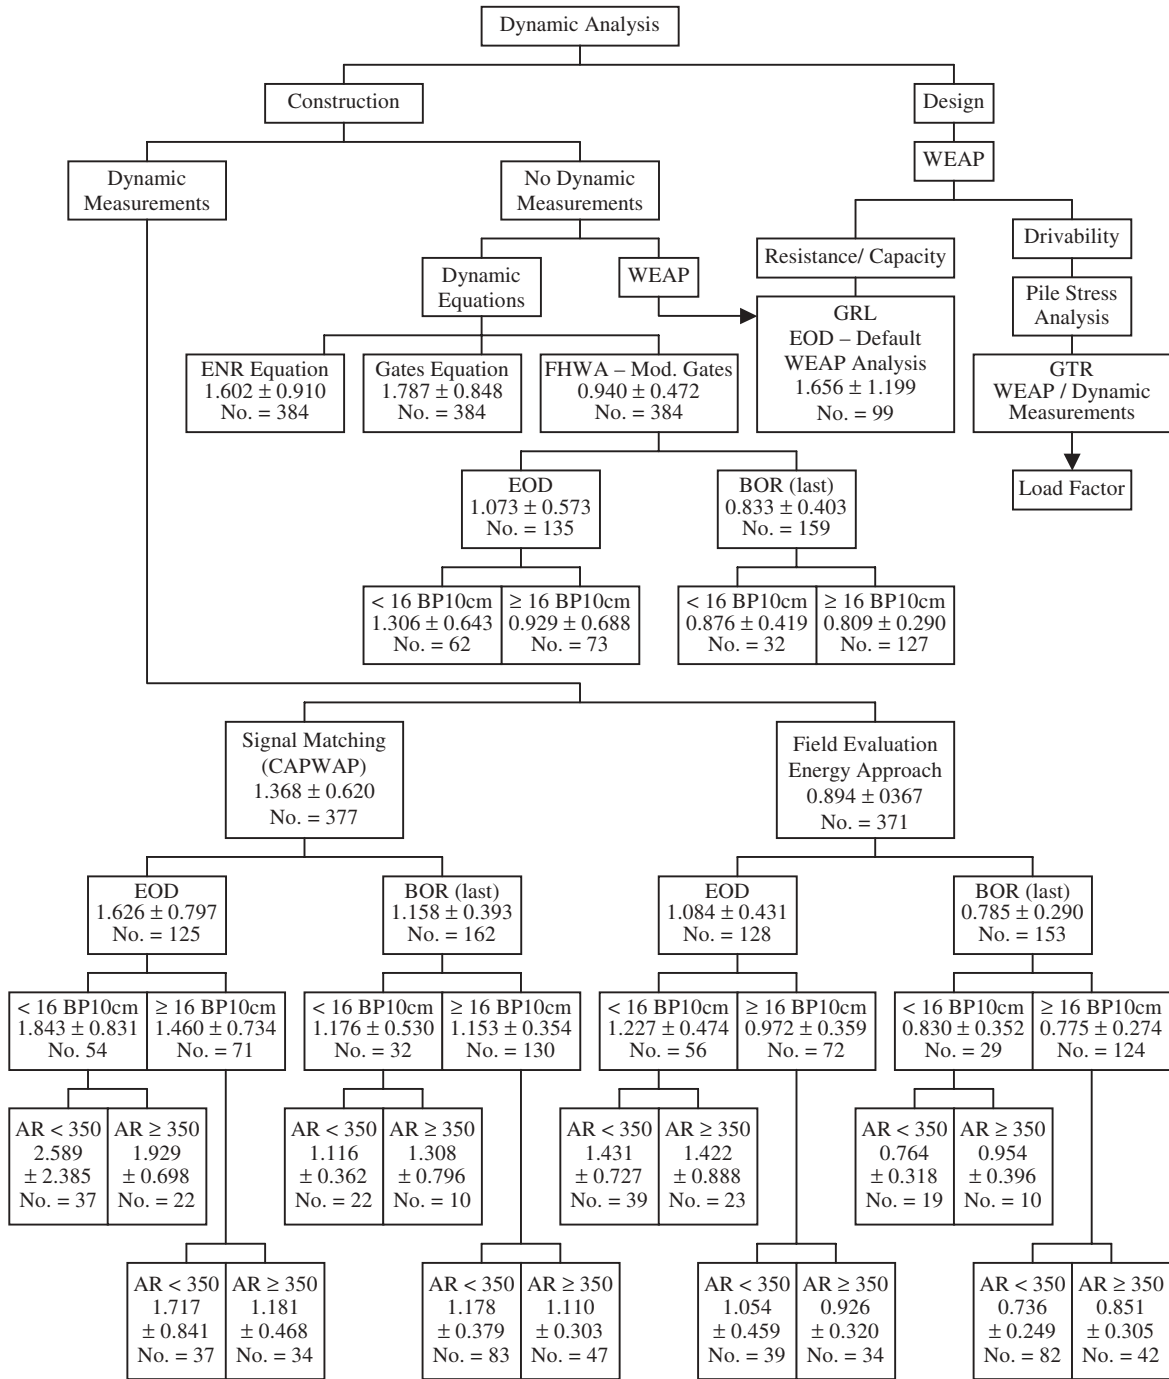 Dynamic Analysis
Construction
Design
Dynamic
Measurements
No Dynamic
Measurements
WEAP
Resistance/ Capacity
Drivability
Dynamic
Equations
WEAP
Pile Stress
Analysis
GRL
EOD – Default
WEAP Analysis
1.656 ± 1.199
No. = 99
GTR
WEAP / Dynamic
Measurements
Load Factor
ENR Equation
1.602 ± 0.910
No. = 384
Gates Equation
1.787 ± 0.848
No. = 384
FHWA – Mod. Gates
0.940 ± 0.472
No. = 384
EOD
1.073 ± 0.573
No. = 135
BOR (last)
0.833 ± 0.403
No. = 159
< 16 BP10cm
1.306 ± 0.643
No. = 62
≥ 16 BP10cm
0.929 ± 0.688
No. = 73
< 16 BP10cm
0.876 ± 0.419
No. = 32
≥ 16 BP10cm
0.809 ± 0.290
No. = 127
Signal Matching
(CAPWAP)
1.368 ± 0.620
No. = 377
Field Evaluation
Energy Approach
0.894 ± 0367
No. = 371
EOD
1.626 ± 0.797
No. = 125
BOR (last)
1.158 ± 0.393
No. = 162
EOD
1.084 ± 0.431
No. = 128
BOR (last)
0.785 ± 0.290
No. = 153
< 16 BP10cm
1.843 ± 0.831
No. 54
≥ 16 BP10cm
1.460 ± 0.734
No. = 71
< 16 BP10cm
1.176 ± 0.530
No. = 32
≥ 16 BP10cm
1.153 ± 0.354
No. = 130
< 16 BP10cm
1.227 ± 0.474
No. = 56
≥ 16 BP10cm
0.972 ± 0.359
No. = 72
< 16 BP10cm
0.830 ± 0.352
No. = 29
≥ 16 BP10cm
0.775 ± 0.274
No. = 124
AR < 350
2.589
± 2.385
No. = 37
AR ≥ 350
1.929
± 0.698
No. = 22
AR < 350
1.116
± 0.362
No. = 22
AR ≥ 350
1.308
± 0.796
No. = 10
AR < 350
1.431
± 0.727
No. = 39
AR ≥ 350
1.422
± 0.888
No. = 23
AR < 350
0.764
± 0.318
No. = 19
AR ≥ 350
0.954
± 0.396
No. = 10
AR < 350
1.717
± 0.841
No. = 37
AR ≥ 350
1.181
± 0.468
No. = 34
AR < 350
1.178
± 0.379
No. = 83
AR ≥ 350
1.110
± 0.303
No. = 47
AR < 350
1.054
± 0.459
No. = 39
AR ≥ 350
0.926
± 0.320
No. = 34
AR < 350
0.736
± 0.249
No. = 82
AR ≥ 350
0.851
± 0.305
No. = 42